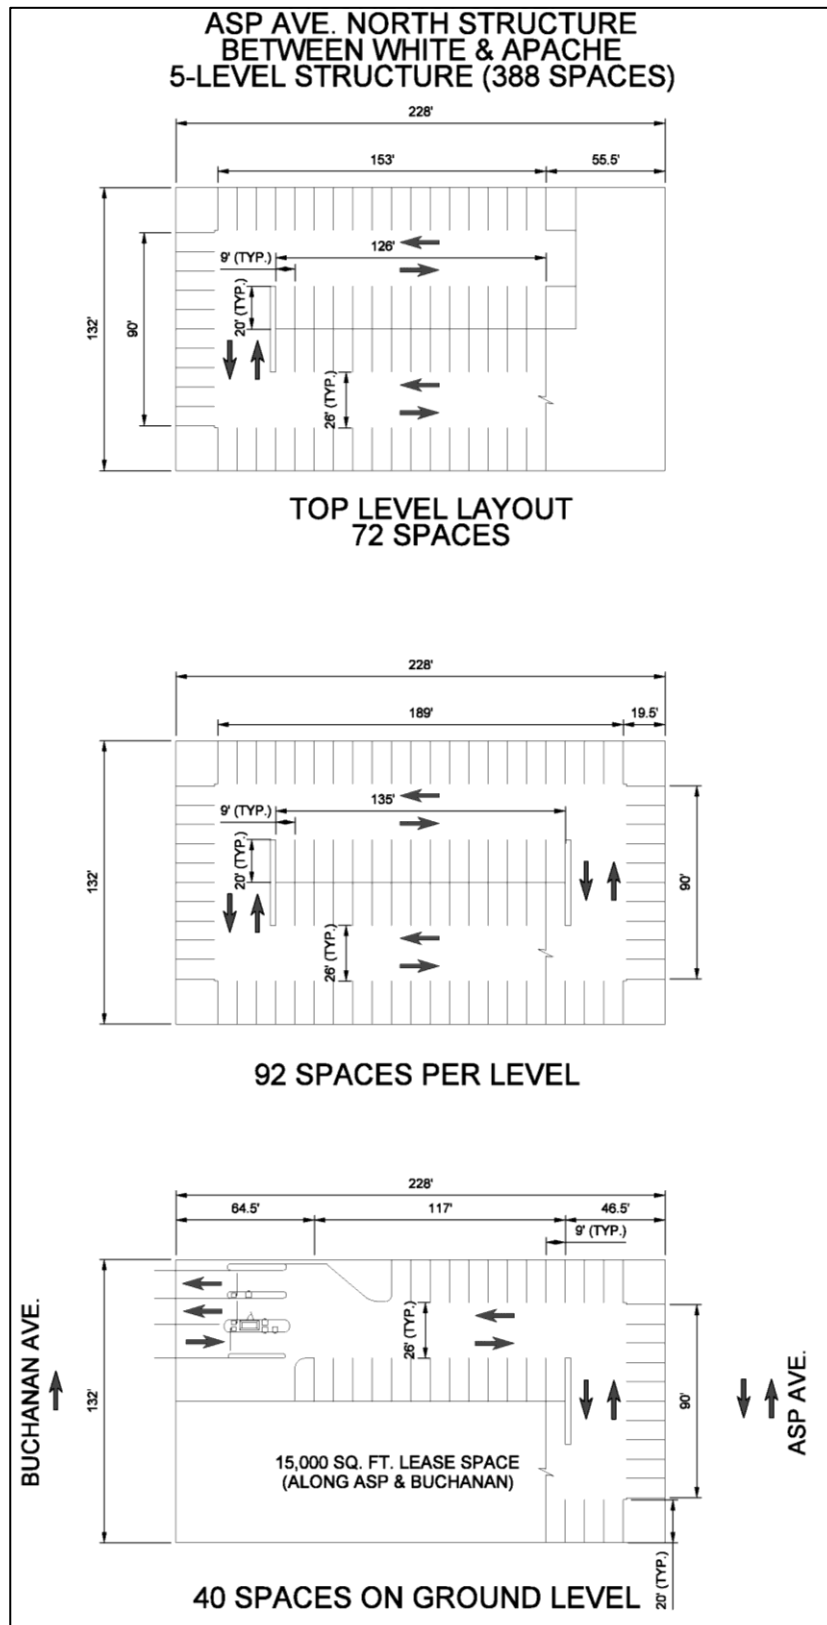 ASP AVE. NORTH STRUCTURE
BETWEEN WHITE & APACHE
5-LEVEL STRUCTURE (388 SPACES)
228'
153'
55.5'
126'
9' (TYP.)
20' (TYP.)
132'
90'
26' (TYP.)
TOP LEVEL LAYOUT
72 SPACES
228'
189'
19.5'
135'
9' (TYP.)
20' (TYP.)
132'
90'
26' (TYP.)
92 SPACES PER LEVEL
228'
64.5'
117'
46.5'
9' (TYP.)
26' (TYP.)
BUCHANAN AVE.
132'
90'
ASP AVE.
15,000 SQ. FT. LEASE SPACE
(ALONG ASP & BUCHANAN)
20' (TYP.)
40 SPACES ON GROUND LEVEL